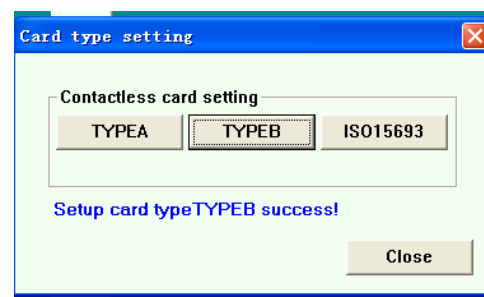 Card type setting
Contactless card setting
TYPEA TYPEB ISO15693
Setup card typeTYPEB success!
Close